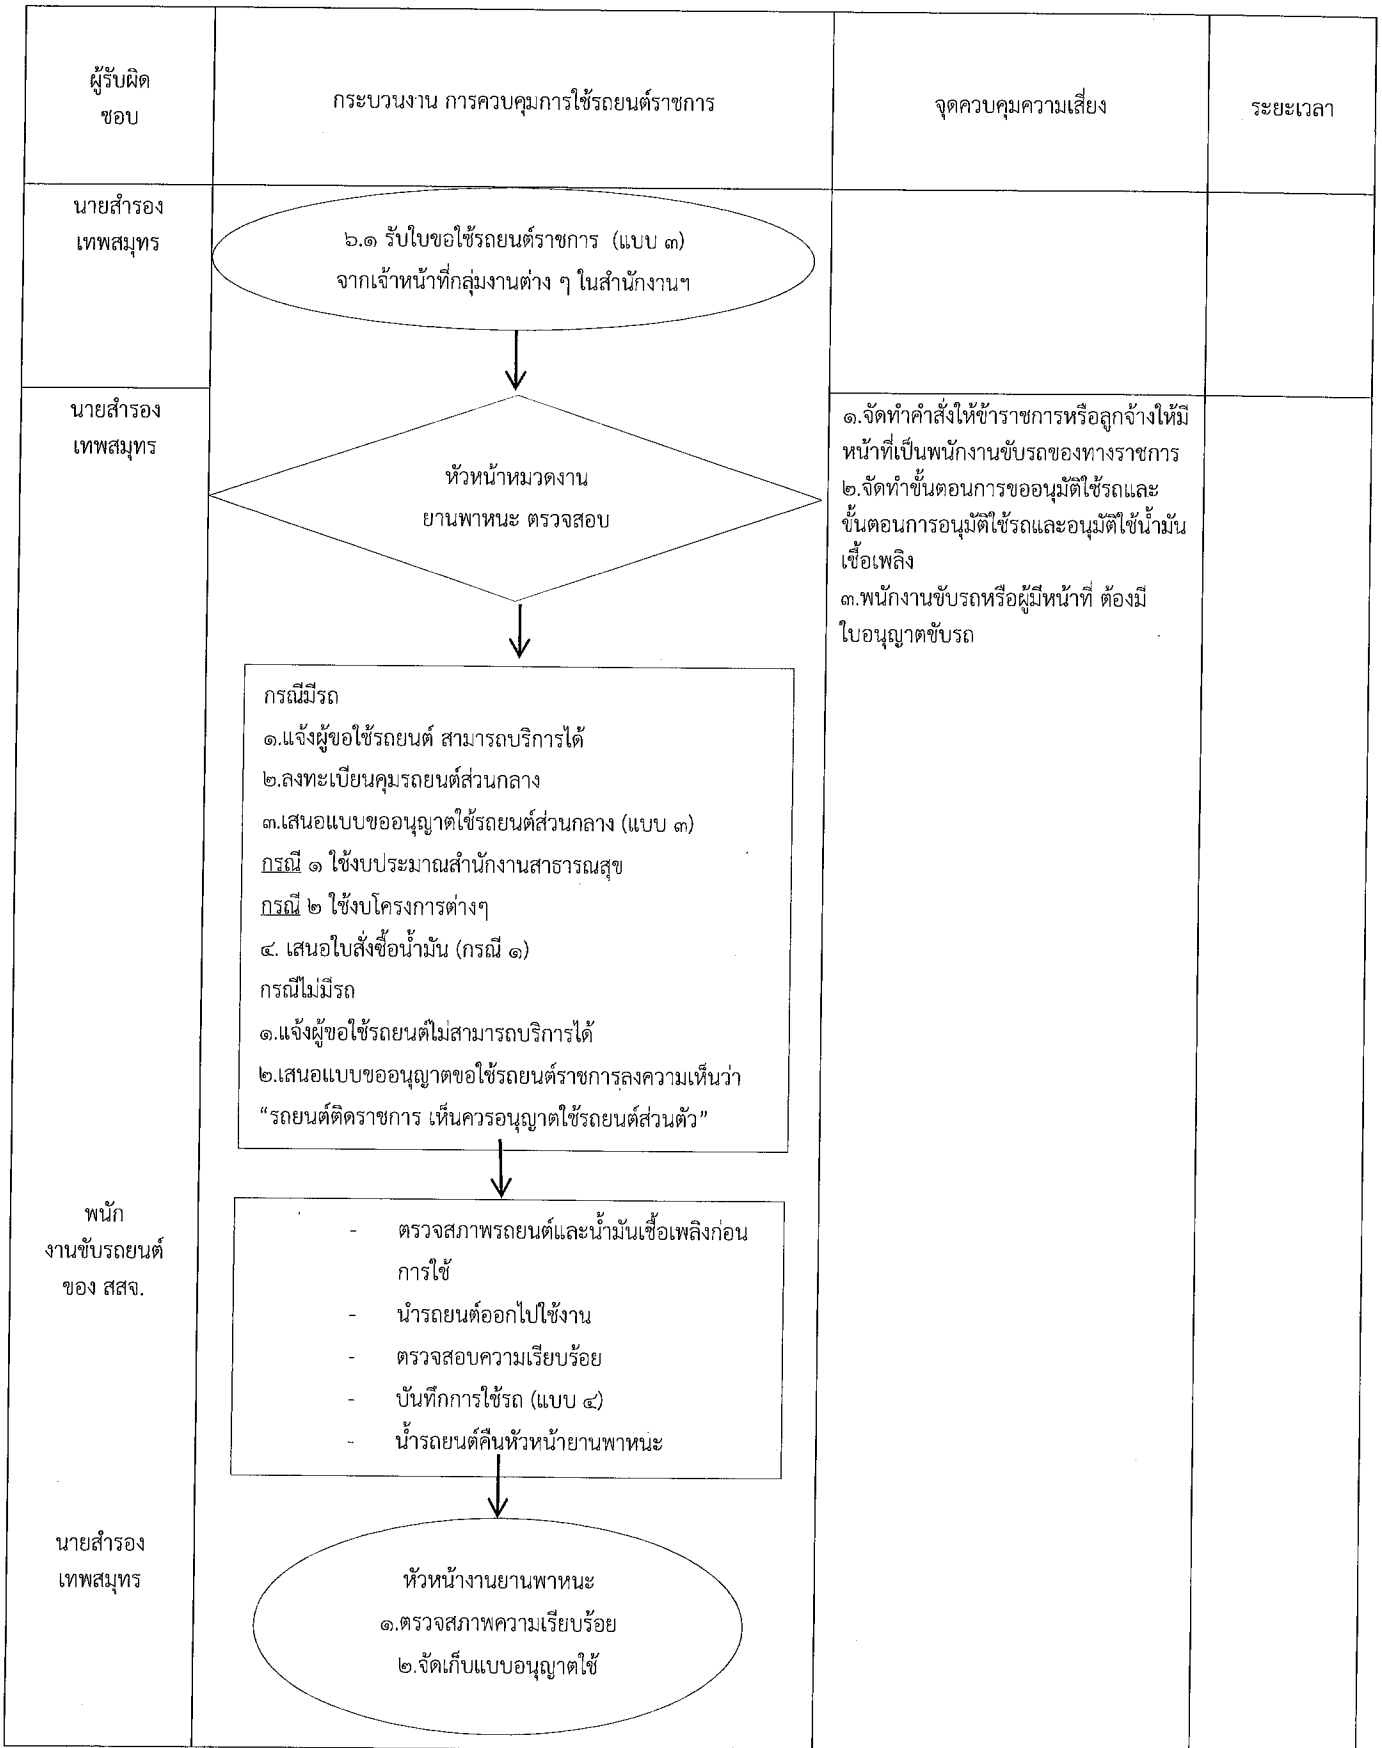 ผู้รับผิด
ชอบ
กระบวนงาน การควบคุมการใช้รถยนต์ราชการ
จุดควบคุมความเสี่ยง
ระยะเวลา
นายสำรอง
เทพสมุทร
๖.๑ รับใบขอใช้รถยนต์ราชการ (แบบ ๓)
จากเจ้าหน้าที่กลุ่มงานต่าง ๆ ในสำนักงานฯ
นายสำรอง
เทพสมุทร
หัวหน้าหมวดงาน
ยานพาหนะ ตรวจสอบ
๑.จัดทำคำสั่งให้ข้าราชการหรือลูกจ้างให้มี
หน้าที่เป็นพนักงานขับรถของทางราชการ
๒.จัดทำขั้นตอนการขออนุมัติใช้รถและ
ขั้นตอนการอนุมัติใช้รถและอนุมัติใช้น้ำมัน
เชื้อเพลิง
๓.พนักงานขับรถหรือผู้มีหน้าที่ ต้องมี
ใบอนุญาตขับรถ
กรณีมีรถ
๑.แจ้งผู้ขอใช้รถยนต์ สามารถบริการได้
๒.ลงทะเบียนคุมรถยนต์ส่วนกลาง
๓.เสนอแบบขออนุญาตใช้รถยนต์ส่วนกลาง (แบบ ๓)
กรณี ๑ ใช้งบประมาณสำนักงานสาธารณสุข
กรณี ๒ ใช้งบโครงการต่างๆ
๔. เสนอใบสั่งซื้อน้ำมัน (กรณี ๑)
กรณีไม่มีรถ
๑.แจ้งผู้ขอใช้รถยนต์ไม่สามารถบริการได้
๒.เสนอแบบขออนุญาตขอใช้รถยนต์ราชการลงความเห็นว่า
“รถยนต์ติดราชการ เห็นควรอนุญาตใช้รถยนต์ส่วนตัว”
พนัก
งานขับรถยนต์
ของ สสจ.
- ตรวจสภาพรถยนต์และน้ำมันเชื้อเพลิงก่อน
การใช้
- นำรถยนต์ออกไปใช้งาน
- ตรวจสอบความเรียบร้อย
- บันทึกการใช้รถ (แบบ ๔)
- น้ำรถยนต์คืนหัวหน้ายานพาหนะ
นายสำรอง
เทพสมุทร
หัวหน้างานยานพาหนะ
๑.ตรวจสภาพความเรียบร้อย
๒.จัดเก็บแบบอนุญาตใช้